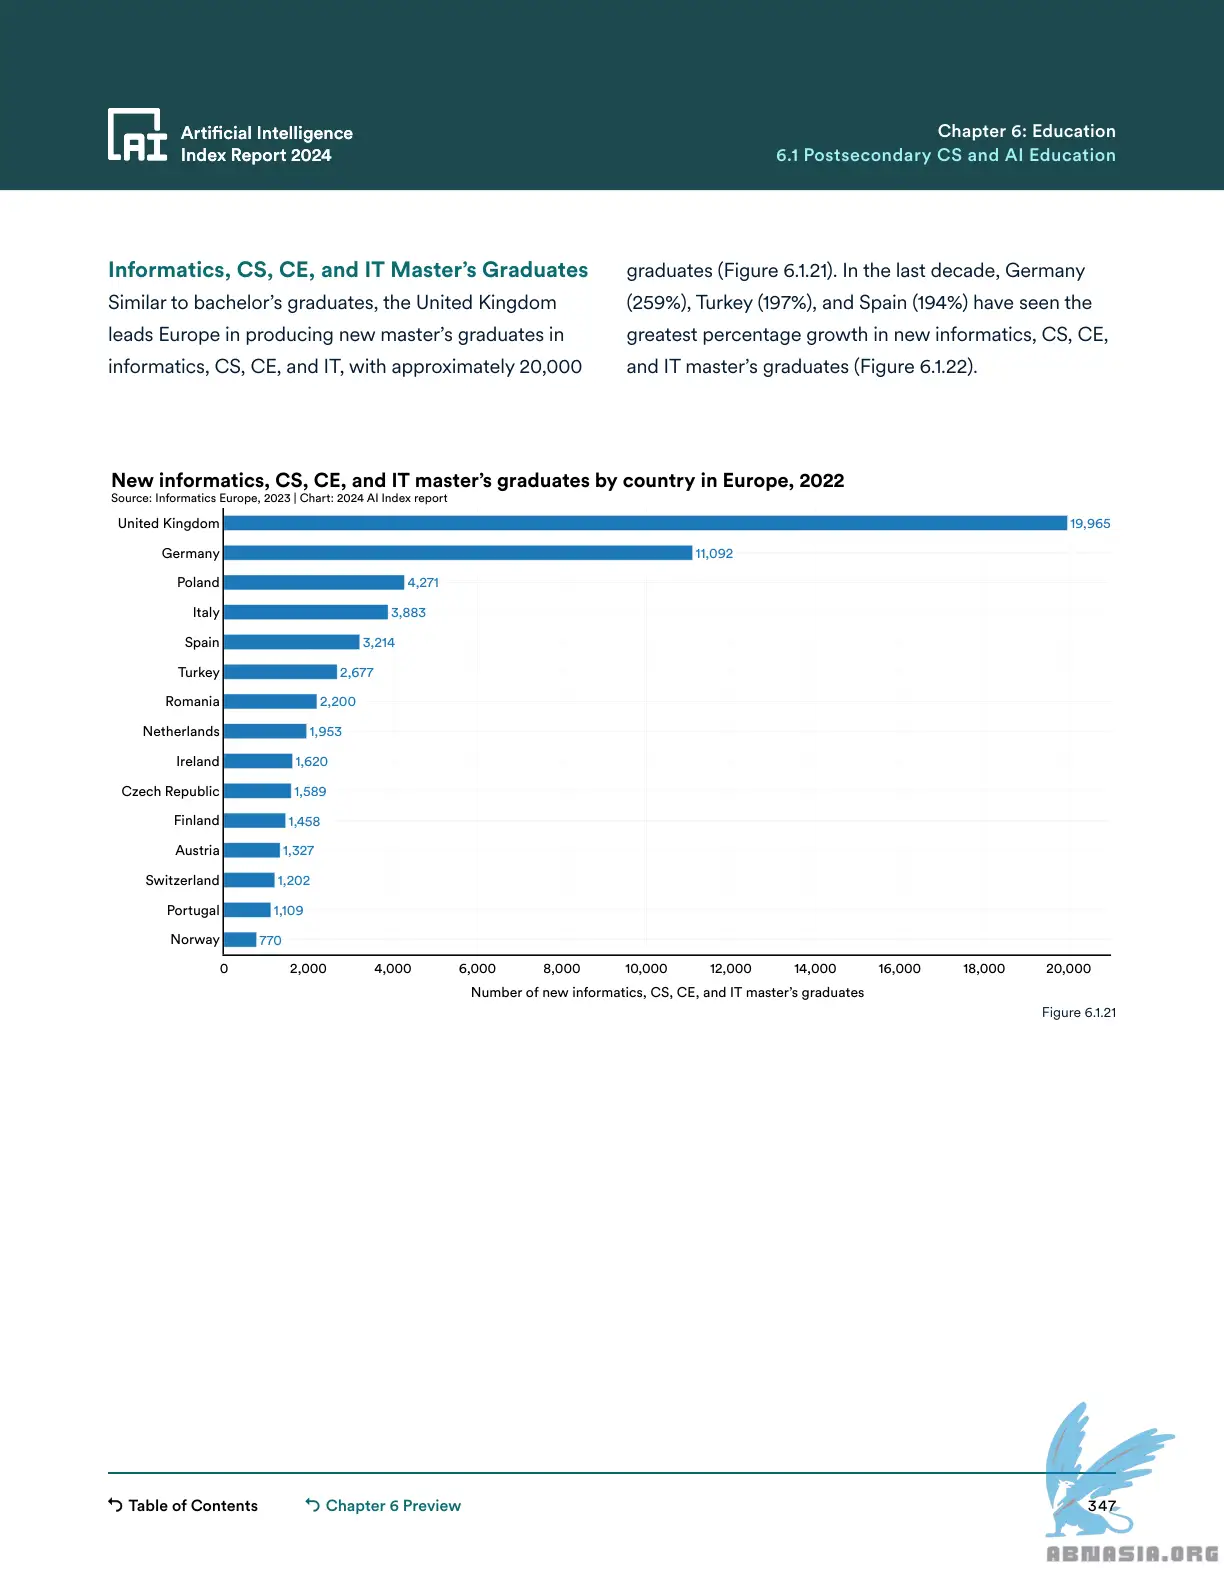 Artificial Intelligence
Index Report 2024
Chapter 6: Education
6.1 Postsecondary CS and AI Education
Informatics, CS, CE, and IT Master’s Graduates
Similar to bachelor’s graduates, the United Kingdom
leads Europe in producing new master’s graduates in
informatics, CS, CE, and IT, with approximately 20,000
graduates (Figure 6.1.21). In the last decade, Germany
(259%), Turkey (197%), and Spain (194%) have seen the
greatest percentage growth in new informatics, CS, CE,
and IT master’s graduates (Figure 6.1.22).
New informatics, CS, CE, and IT master’s graduates by country in Europe, 2022
Source: Informatics Europe, 2023 | Chart: 2024 AI Index report
United Kingdom 19,965
Germany 11,092
Poland 4,271
Italy 3,883
Spain 3,214
Turkey 2,677
Romania 2,200
Netherlands 1,953
Ireland 1,620
Czech Republic 1,589
Finland 1,458
Austria 1,327
Switzerland 1,202
Portugal 1,109
Norway 770
0 2,000 4,000 6,000 8,000 10,000 12,000 14,000 16,000 18,000 20,000
Number of new informatics, CS, CE, and IT master’s graduates
Figure 6.1.21
Table of Contents Chapter 6 Preview 347
ABNASIA.ORG